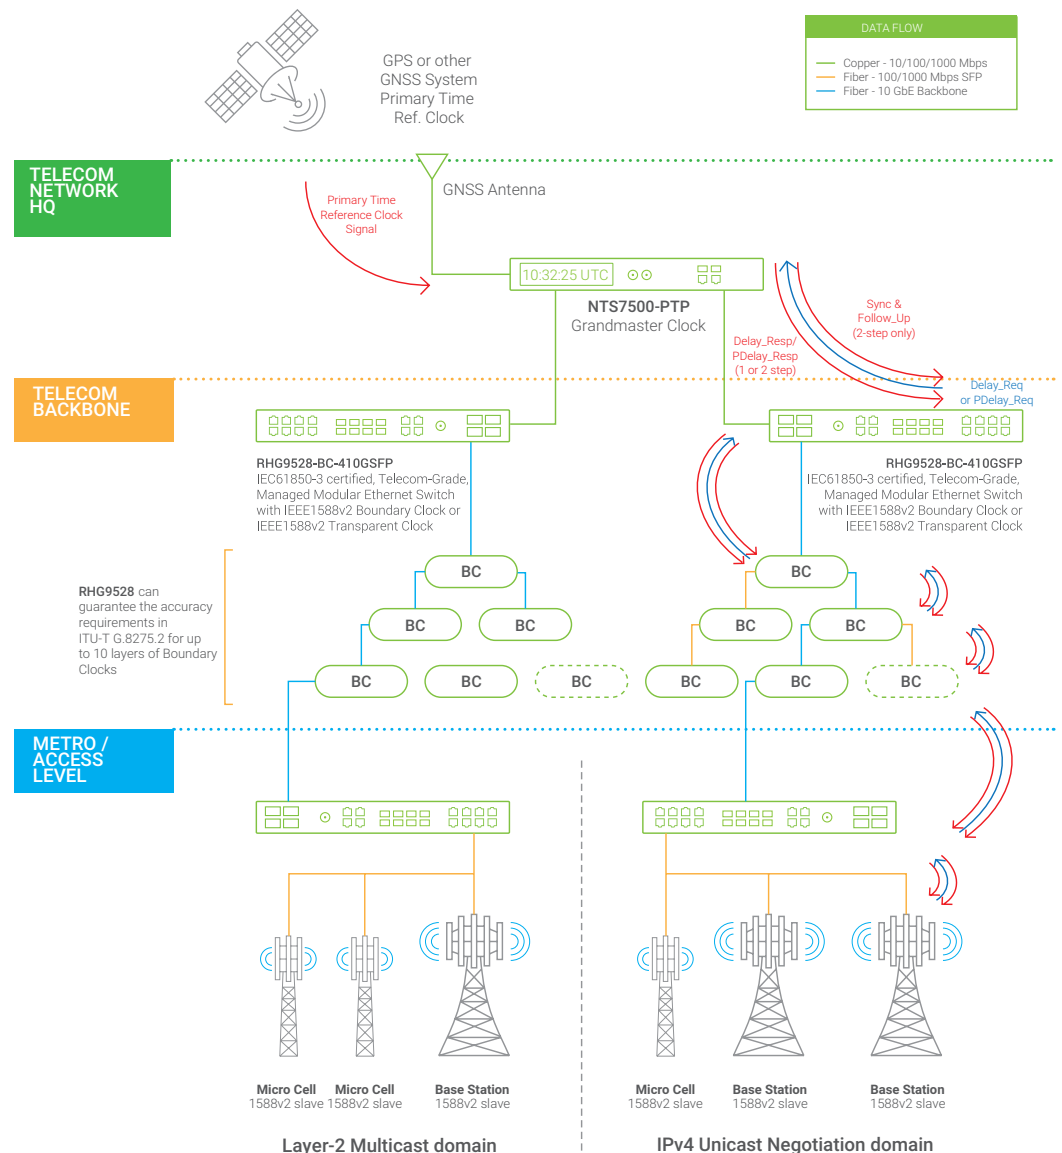 GPS or other
GNSS System
Primary Time
Ref. Clock
DATA FLOW
Copper - 10/100/1000 Mbps
Fiber - 100/1000 Mbps SFP
Fiber - 10 GbE Backbone
TELECOM
NETWORK
HQ
GNSS Antenna
Primary Time
Reference Clock
Signal
10:32:25 UTC
NTS7500-PTP
Grandmaster Clock
Sync &
Follow_Up
(2-step only)
Delay_Resp/
PDelay_Resp
(1 or 2 step)
Delay_Req
or PDelay_Req
TELECOM
BACKBONE
RHG9528-BC-410GSFP
IEC61850-3 certified, Telecom-Grade,
Managed Modular Ethernet Switch
with IEEE1588v2 Boundary Clock or
IEEE1588v2 Transparent Clock
RHG9528-BC-410GSFP
IEC61850-3 certified, Telecom-Grade,
Managed Modular Ethernet Switch
with IEEE1588v2 Boundary Clock or
IEEE1588v2 Transparent Clock
RHG9528 can
guarantee the accuracy
requirements in
ITU-T G.8275.2 for up
to 10 layers of Boundary
Clocks
BC
BC
BC
BC
BC
BC
BC
BC
BC
BC
BC
BC
METRO /
ACCESS
LEVEL
Micro Cell
1588v2 slave
Micro Cell
1588v2 slave
Base Station
1588v2 slave
Micro Cell
1588v2 slave
Base Station
1588v2 slave
Base Station
1588v2 slave
Layer-2 Multicast domain
IPv4 Unicast Negotiation domain